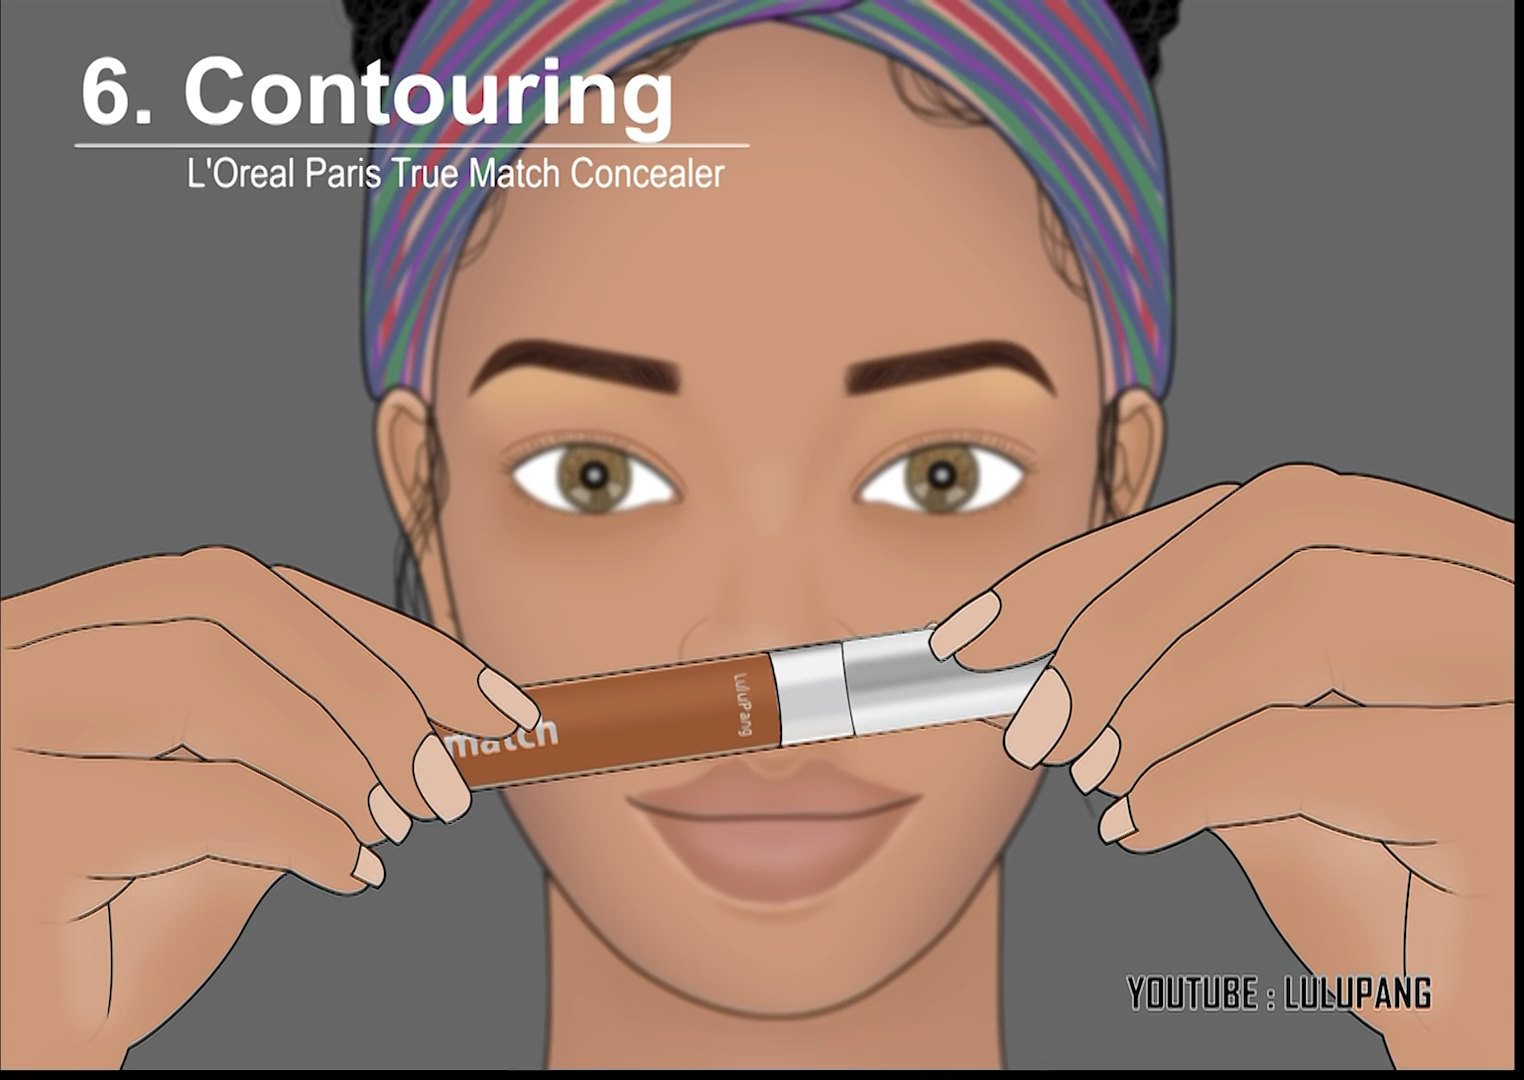 6. Contouring
L'Oreal Paris True Match Concealer
LuluPang
match
YOUTUBE : LULUPANG